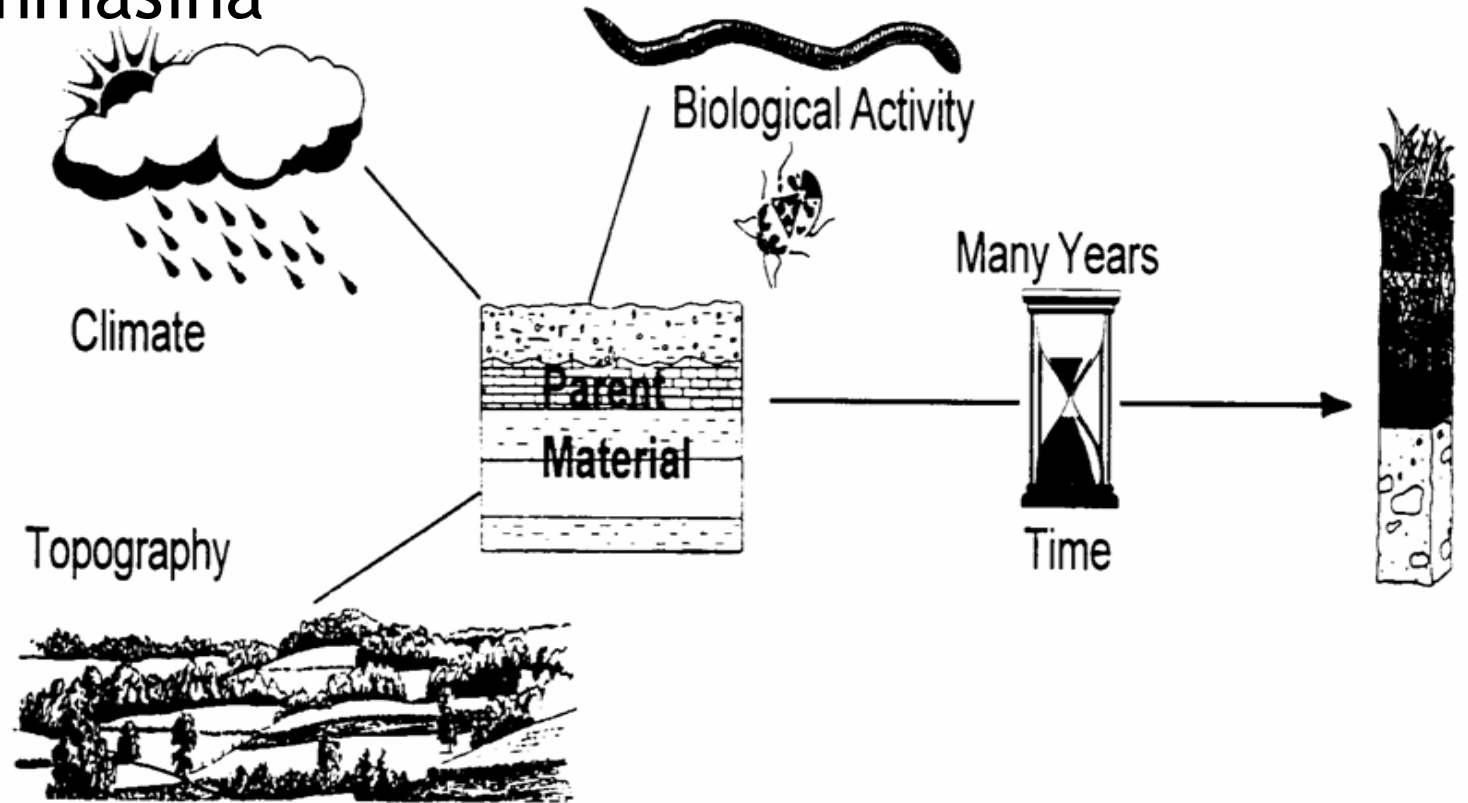 Biological Activity
Climate
Many Years
Parent
Material
Time
Topography